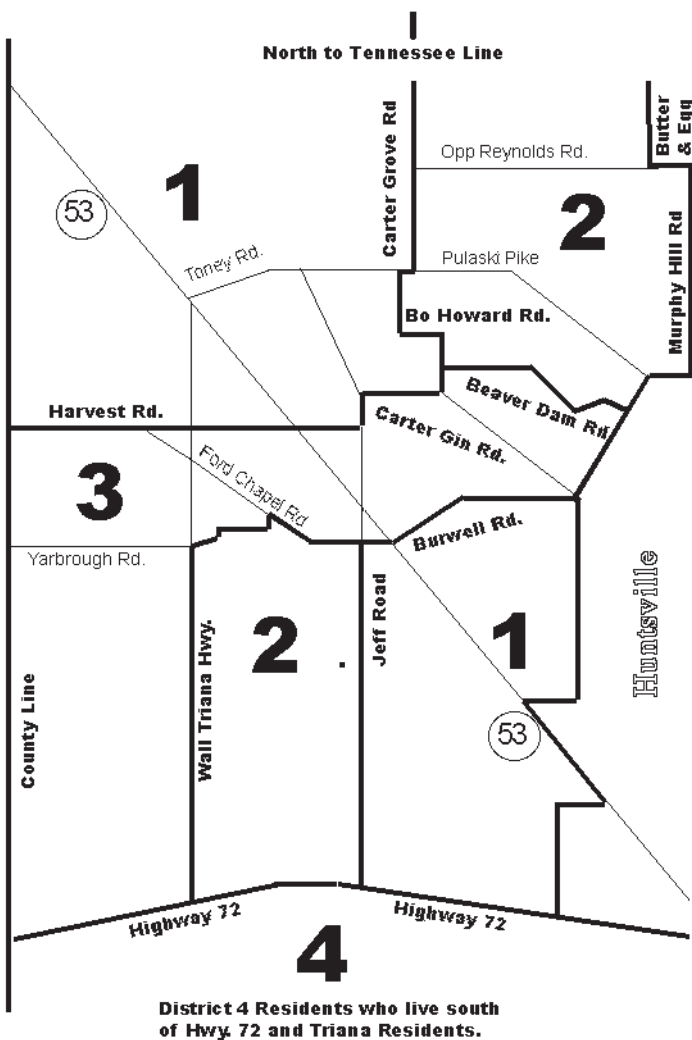 North to Tennessee Line
Carter Grove Rd
Butter
& Egg
Opp Reynolds Rd.
1
2
53
Murphy Hill Rd
Toney Rd.
Pulaski Pike
Bo Howard Rd.
Harvest Rd.
Beaver Dam Rd
Carter Gin Rd.
3
Ford Chapel Rd
Burwell Rd.
Yarbrough Rd.
Huntsville
2
1
Jeff Road
Wall Triana Hwy.
County Line
53
Highway 72
Highway 72
4
District 4 Residents who live south
of Hwy. 72 and Triana Residents.